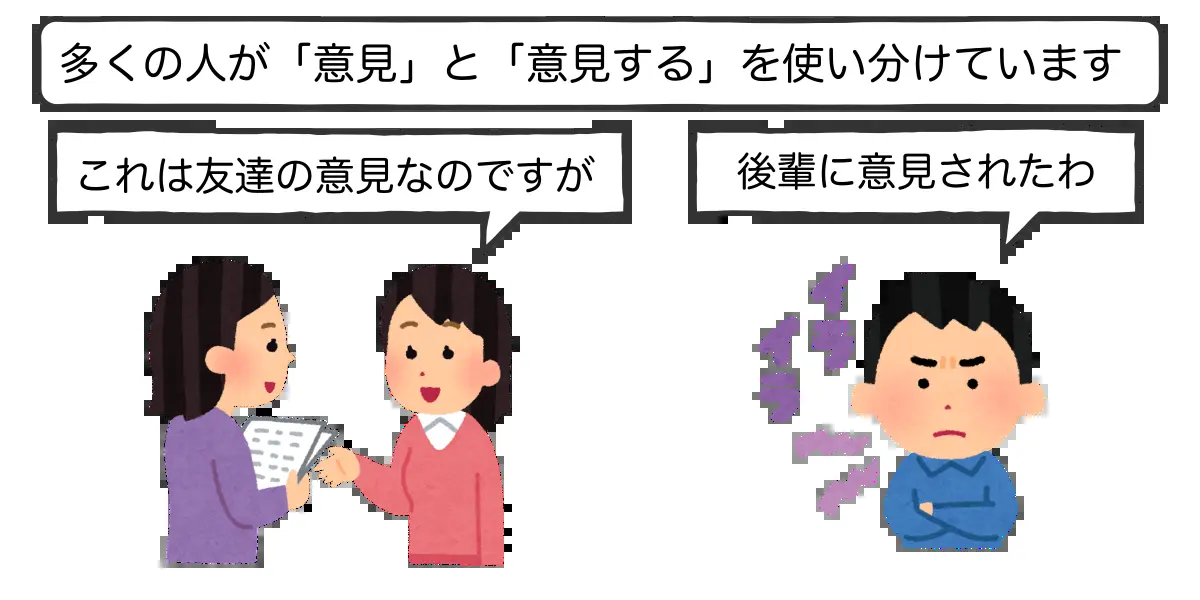 多くの人が「意見」と「意見する」を使い分けています
これは友達の意見なのですが
後輩に意見されたわ
イラ
イラ